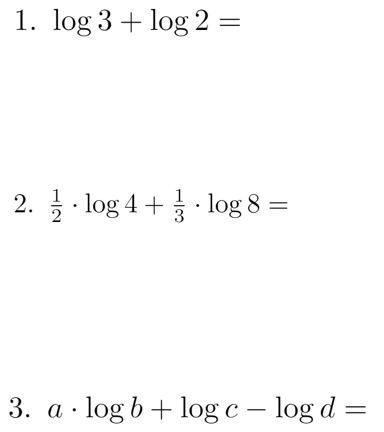 1. log 3 + log 2 =
2. 1/2 · log 4 + 1/3 · log 8 =
3. a · log b + log c − log d =